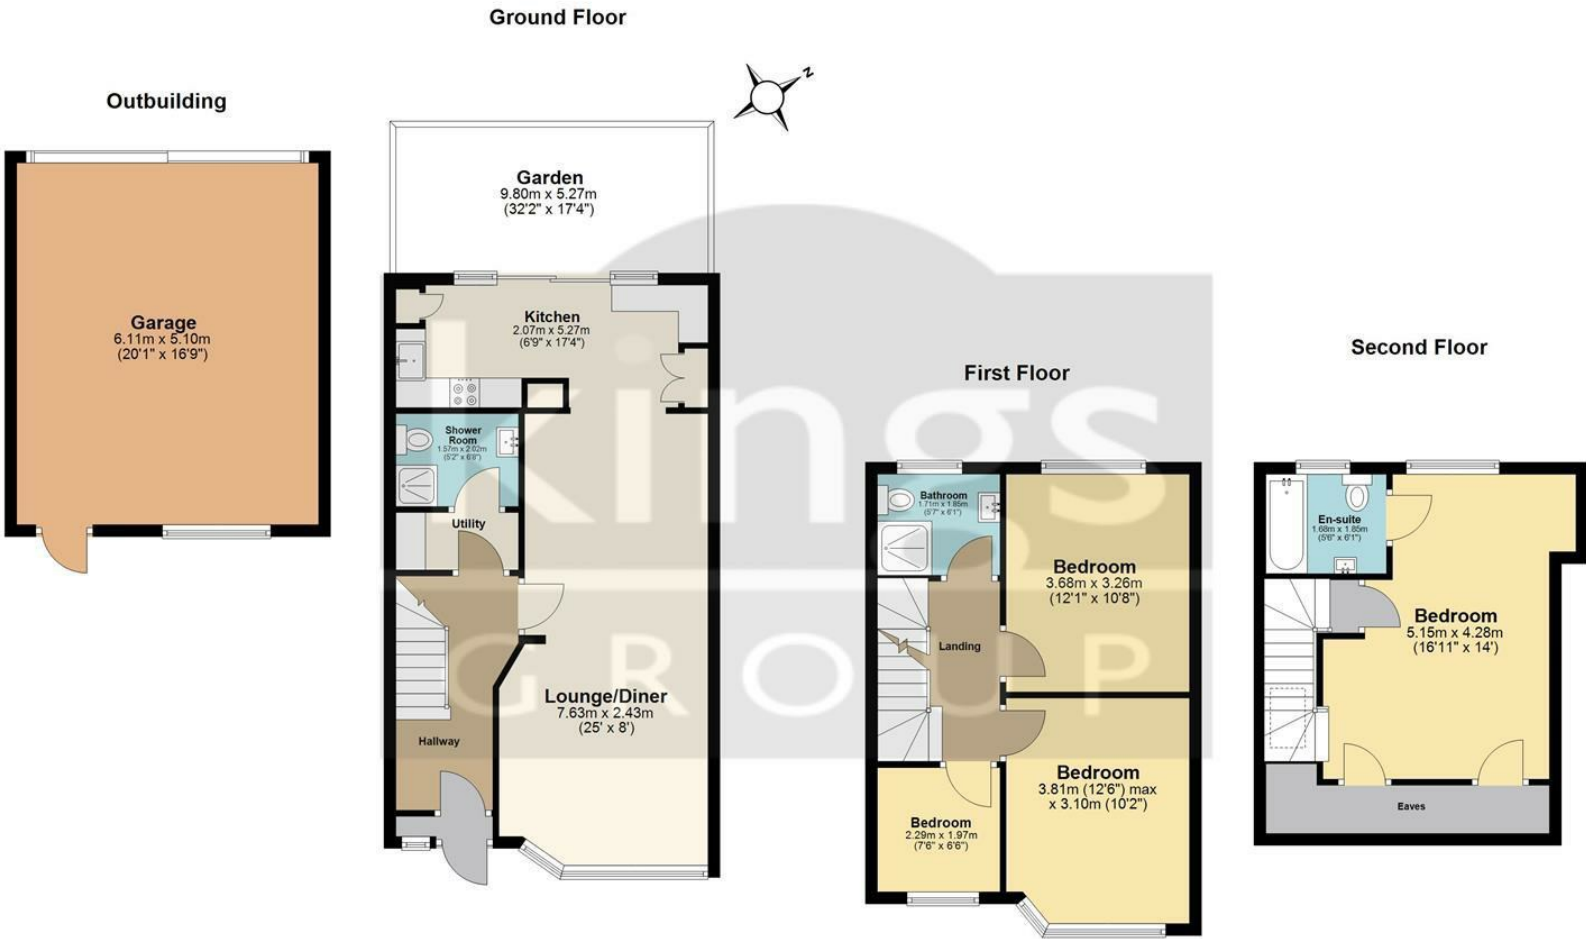 Ground Floor
N
Outbuilding
Garden
9.80m x 5.27m
(32'2" x 17'4")
Garage
6.11m x 5.10m
(20'1" x 16'9")
Kitchen
2.07m x 5.27m
(6'9" x 17'4")
Shower
Room
1.57m x 2.02m
(5'2" x 6'8")
Utility
Lounge/Diner
7.63m x 2.43m
(25' x 8')
Hallway
First Floor
Bathroom
1.71m x 1.85m
(5'7" x 6'1")
Bedroom
3.68m x 3.26m
(12'1" x 10'8")
Landing
Bedroom
3.81m (12'6") max
x 3.10m (10'2")
Bedroom
2.29m x 1.97m
(7'6" x 6'6")
Second Floor
En-suite
1.68m x 1.85m
(5'6" x 6'1")
Bedroom
5.15m x 4.28m
(16'11" x 14')
Eaves
kings
GROUP